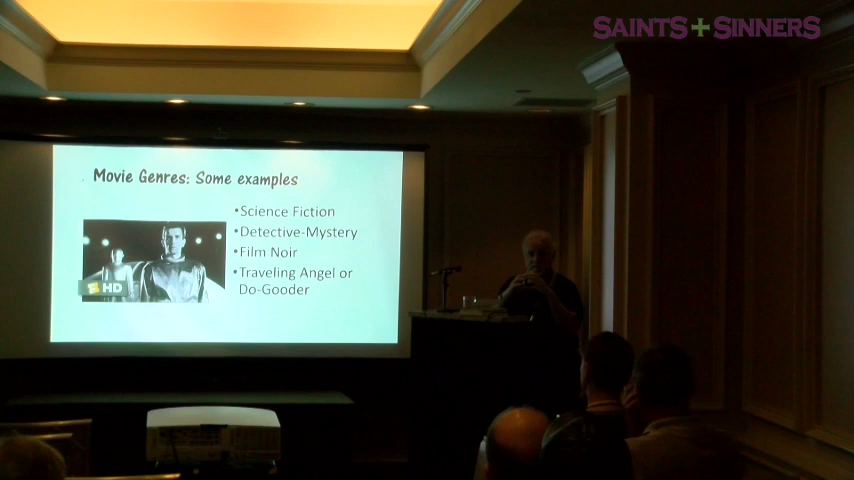 SAINTS+SINNERS
Movie Genres: Some examples
•Science Fiction
•Detective-Mystery
•Film Noir
•Traveling Angel or
Do-Gooder
HD